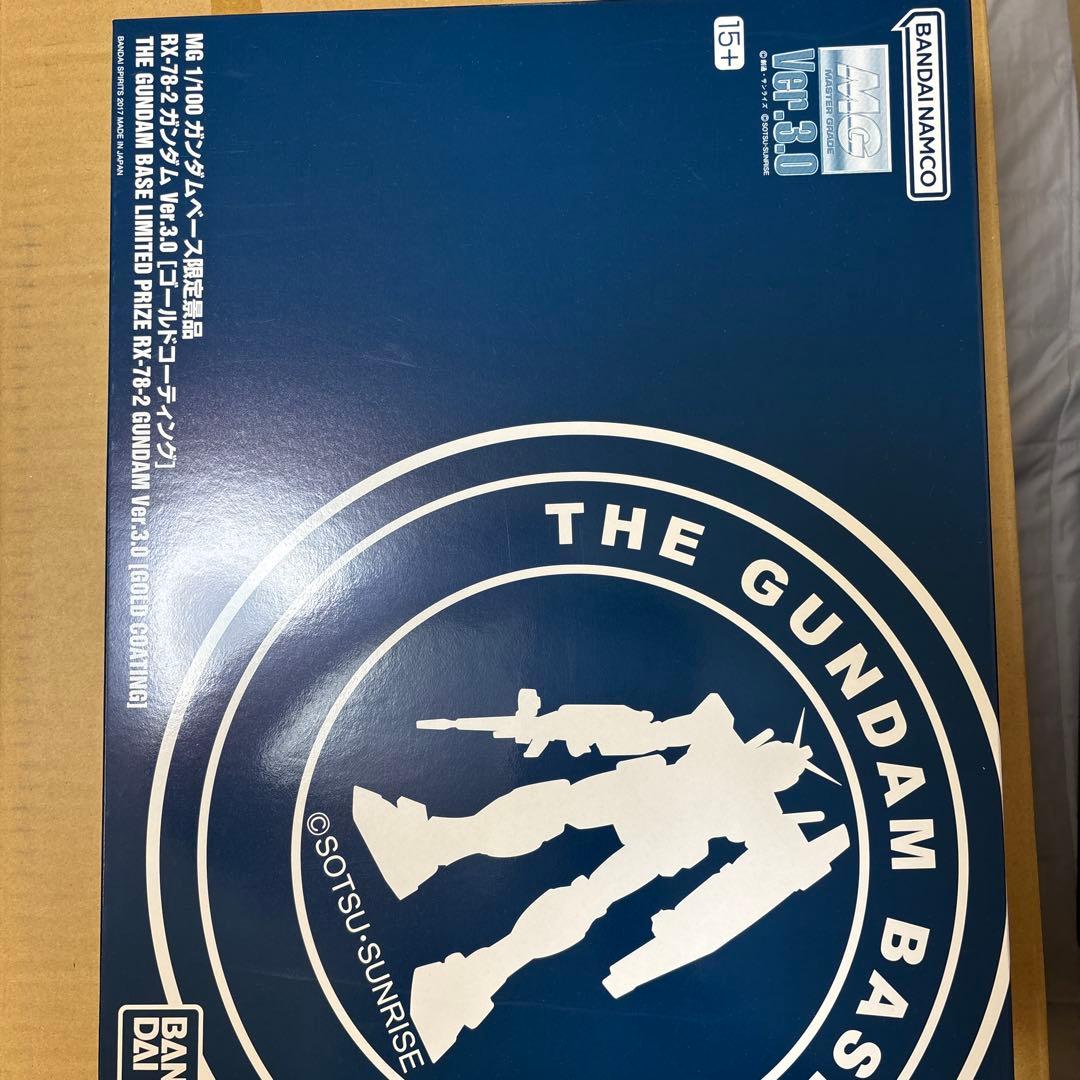 BANDAI NAMCO
MG
MASTER GRADE
Ver.3.0
©創通・サンライズ ©SOTSU・SUNRISE
15+
THE GUNDAM BAS
©SOTSU・SUNRISE
MG 1/100 ガンダムベース限定景品
RX-78-2 ガンダム Ver.3.0 [ゴールドコーティング]
THE GUNDAM BASE LIMITED PRIZE RX-78-2 GUNDAM Ver.3.0 [GOLD COATING]
BANDAI SPIRITS 2017 MADE IN JAPAN
BAN
DAI